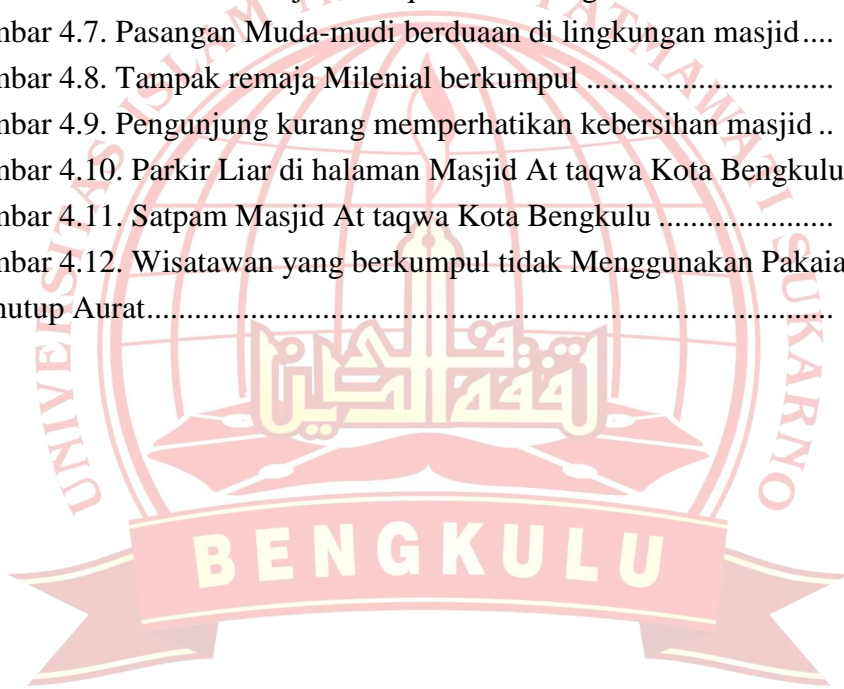 mbar 4.7. Pasangan Muda-mudi berduaan di lingkungan masjid....
mbar 4.8. Tampak remaja Milenial berkumpul ...............................
mbar 4.9. Pengunjung kurang memperhatikan kebersihan masjid ..
mbar 4.10. Parkir Liar di halaman Masjid At taqwa Kota Bengkulu
mbar 4.11. Satpam Masjid At taqwa Kota Bengkulu ......................
mbar 4.12. Wisatawan yang berkumpul tidak Menggunakan Pakaia
nutup Aurat......................................................................................
BENGKULU